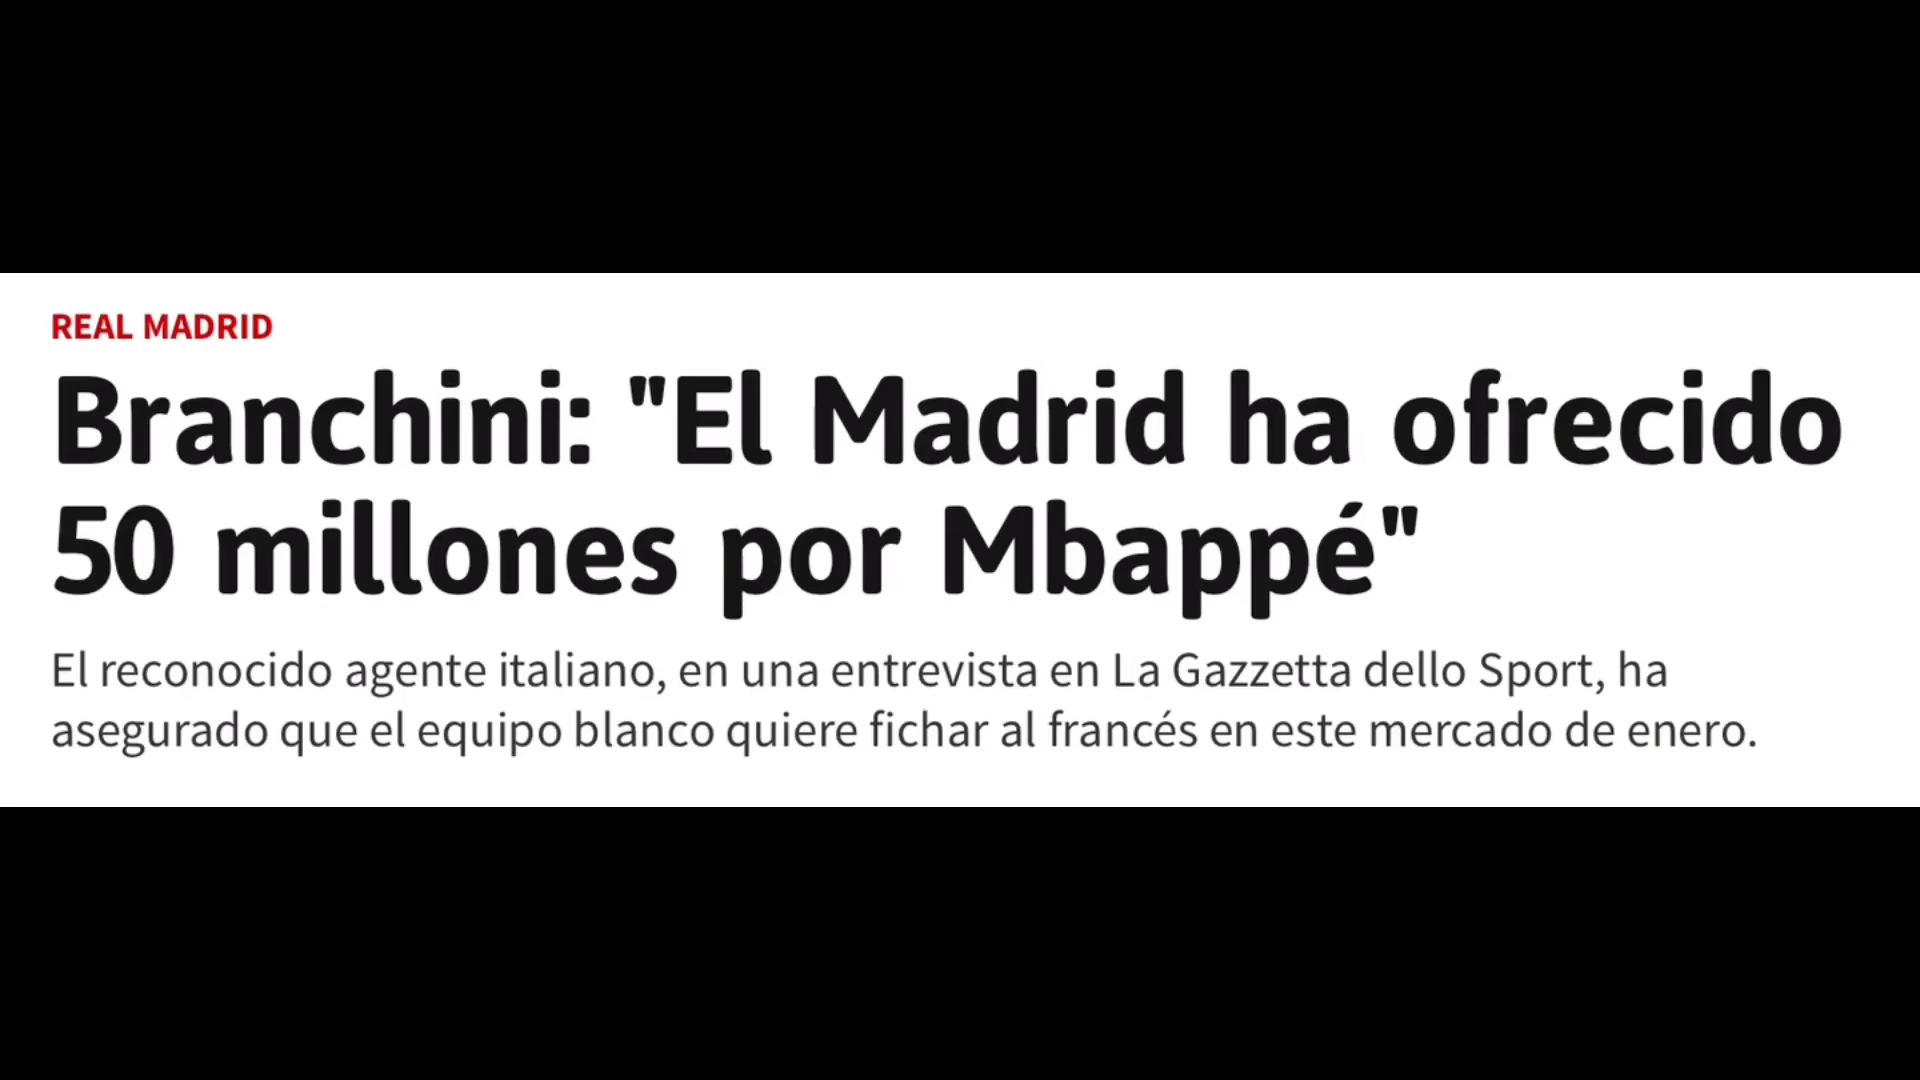 REAL MADRID
Branchini: "El Madrid ha ofrecido
50 millones por Mbappé"
El reconocido agente italiano, en una entrevista en La Gazzetta dello Sport, ha
asegurado que el equipo blanco quiere fichar al francés en este mercado de enero.